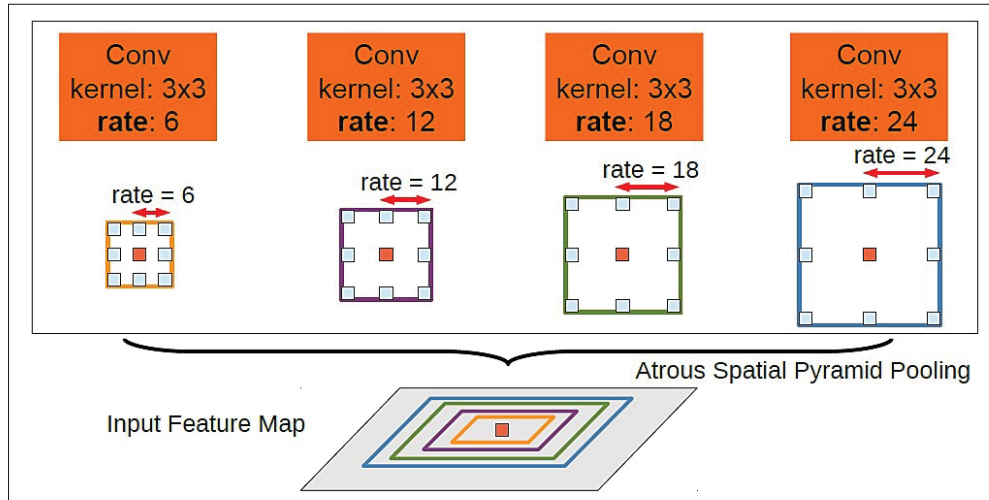 Conv
kernel: 3x3
rate: 6
Conv
kernel: 3x3
rate: 12
Conv
kernel: 3x3
rate: 18
Conv
kernel: 3x3
rate: 24
rate = 6
rate = 12
rate = 18
rate = 24
Atrous Spatial Pyramid Pooling
Input Feature Map